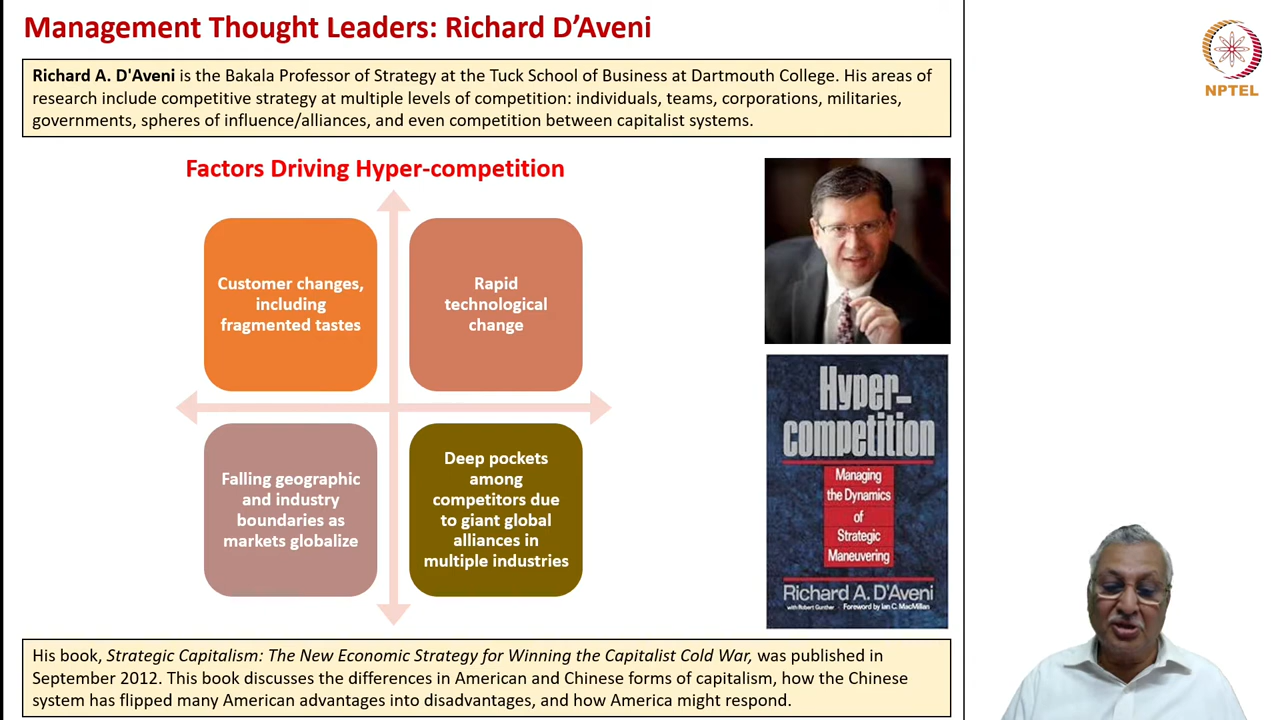 Management Thought Leaders: Richard D’Aveni
NPTEL
Richard A. D'Aveni is the Bakala Professor of Strategy at the Tuck School of Business at Dartmouth College. His areas of
research include competitive strategy at multiple levels of competition: individuals, teams, corporations, militaries,
governments, spheres of influence/alliances, and even competition between capitalist systems.
Factors Driving Hyper-competition
Customer changes,
including
fragmented tastes
Rapid
technological
change
Falling geographic
and industry
boundaries as
markets globalize
Deep pockets
among
competitors due
to giant global
alliances in
multiple industries
Hyper-
competition
Managing
the Dynamics
of
Strategic
Maneuvering
Richard A. D'Aveni
with Robert Gunther · Foreword by Ian C. MacMillan
His book, Strategic Capitalism: The New Economic Strategy for Winning the Capitalist Cold War, was published in
September 2012. This book discusses the differences in American and Chinese forms of capitalism, how the Chinese
system has flipped many American advantages into disadvantages, and how America might respond.